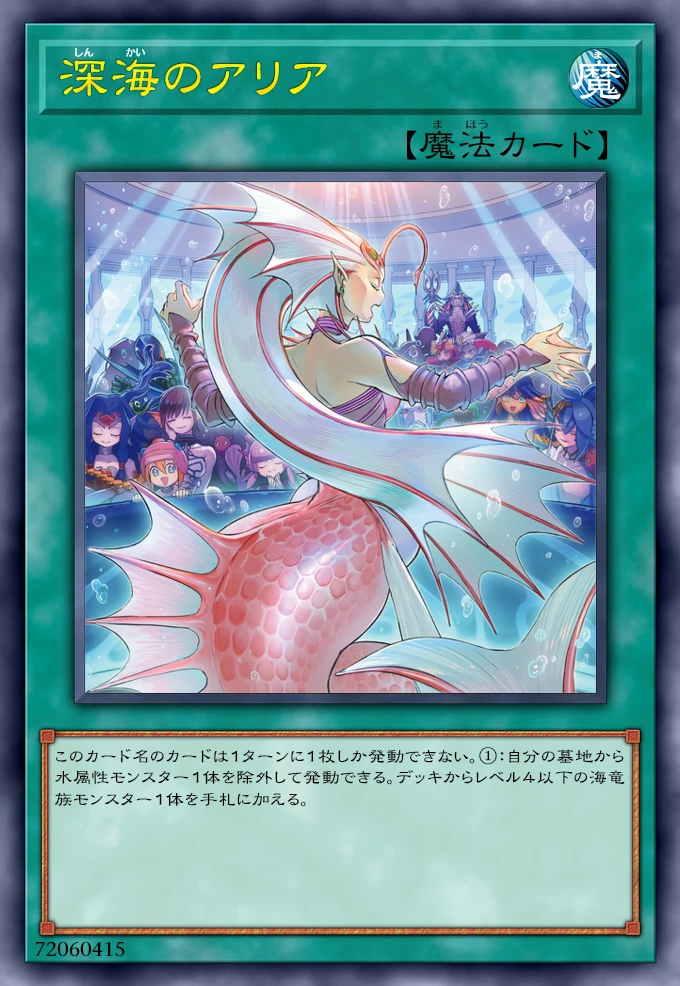 しん かい
深海のアリア
ま
魔
ま ほう
【魔法カード】
このカード名のカードは1ターンに1枚しか発動できない。①:自分の墓地から
水属性モンスター1体を除外して発動できる。デッキからレベル4以下の海竜
族モンスター1体を手札に加える。
72060415